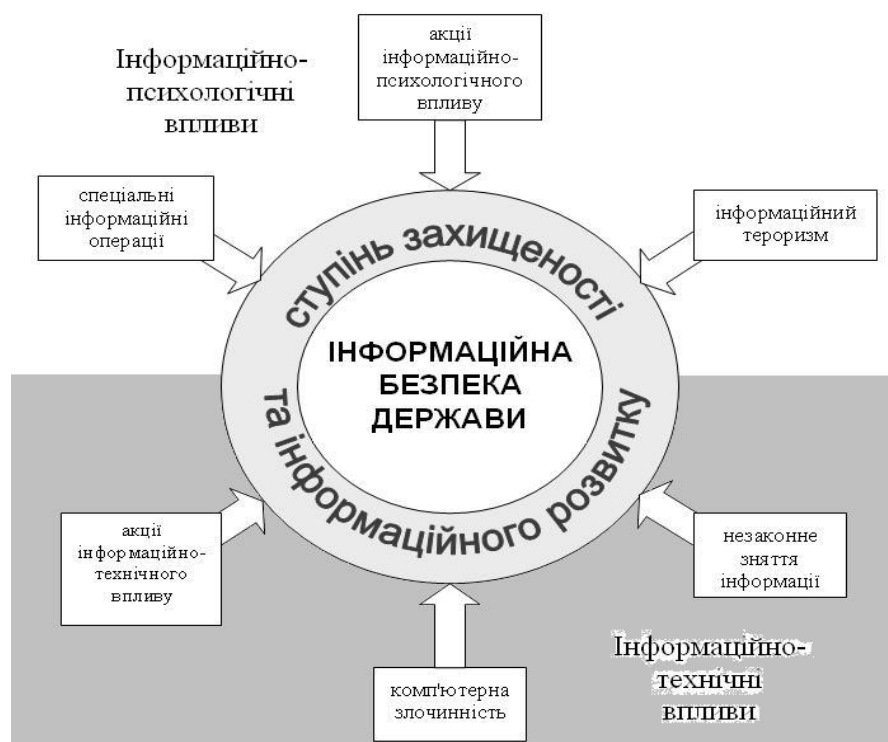 Інформаційно-
психологічні
впливи
акції
інформаційно-
психологічного
впливу
спеціальні
інформаційні
операції
інформаційний
тероризм
ступінь захищеності
ІНФОРМАЦІЙНА
БЕЗПЕКА
ДЕРЖАВИ
та інформаційного розвитку
акції
інформаційно-
технічного
впливу
незаконне
зняття
інформації
комп'ютерна
злочинність
Інформаційно-
технічні
впливи